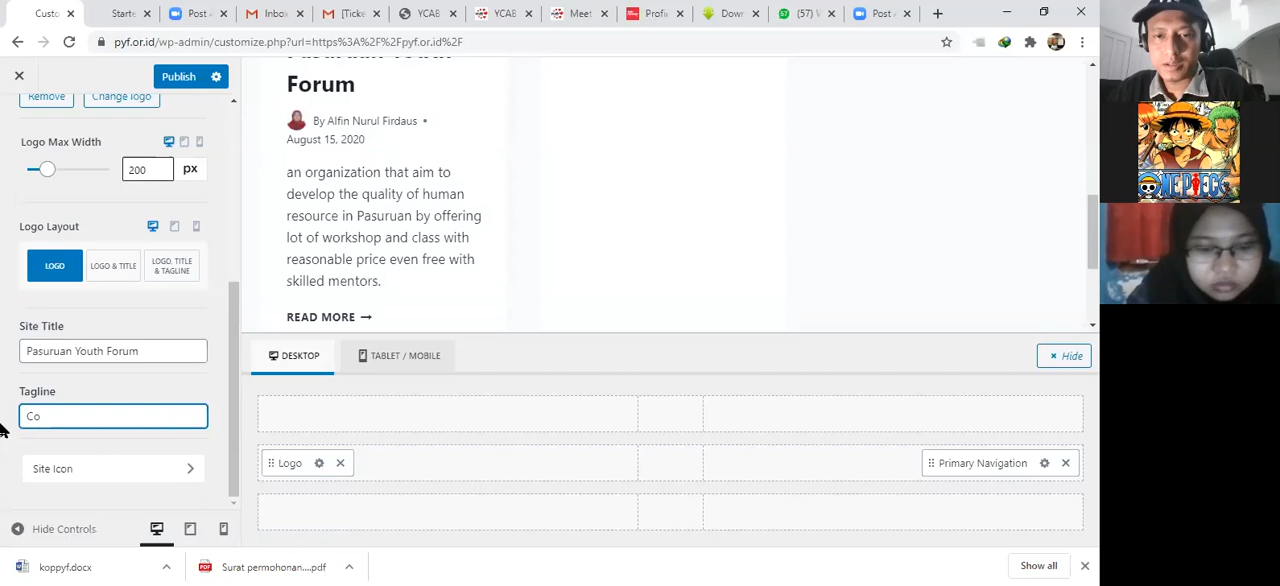 Custo
Starte
Post A
Inbo
[Ticke
YCAB
YCAB
Meet
Profil
Down
(57) W
Post -
pyf.or.id/wp-admin/customize.php?url=https%3A%2F%2Fpyf.or.id%2F
Publish
Remove
Change logo
Logo Max Width
200
px
Logo Layout
LOGO
LOGO & TITLE
LOGO, TITLE
& TAGLINE
Site Title
Pasuruan Youth Forum
Tagline
Co
Site Icon
Hide Controls
Pasuruan Youth
Forum
By Alfin Nurul Firdaus •
August 15, 2020
an organization that aim to
develop the quality of human
resource in Pasuruan by offering
lot of workshop and class with
reasonable price even free with
skilled mentors.
READ MORE
DESKTOP
TABLET / MOBILE
Hide
Logo
Primary Navigation
ONE PIECE
koppyf.docx
Surat permohonan....pdf
Show all